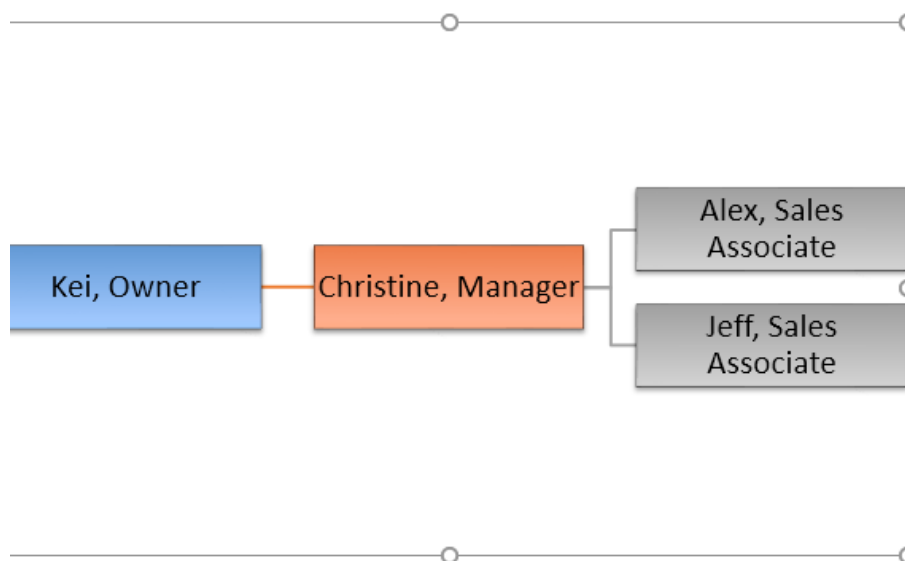 Kei, Owner
Christine, Manager
Alex, Sales
Associate
Jeff, Sales
Associate